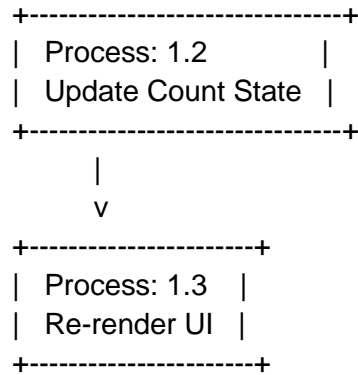 +--------------------------------+
| Process: 1.2 |
| Update Count State |
+--------------------------------+
|
v
+-----------------------+
| Process: 1.3 |
| Re-render UI |
+-----------------------+